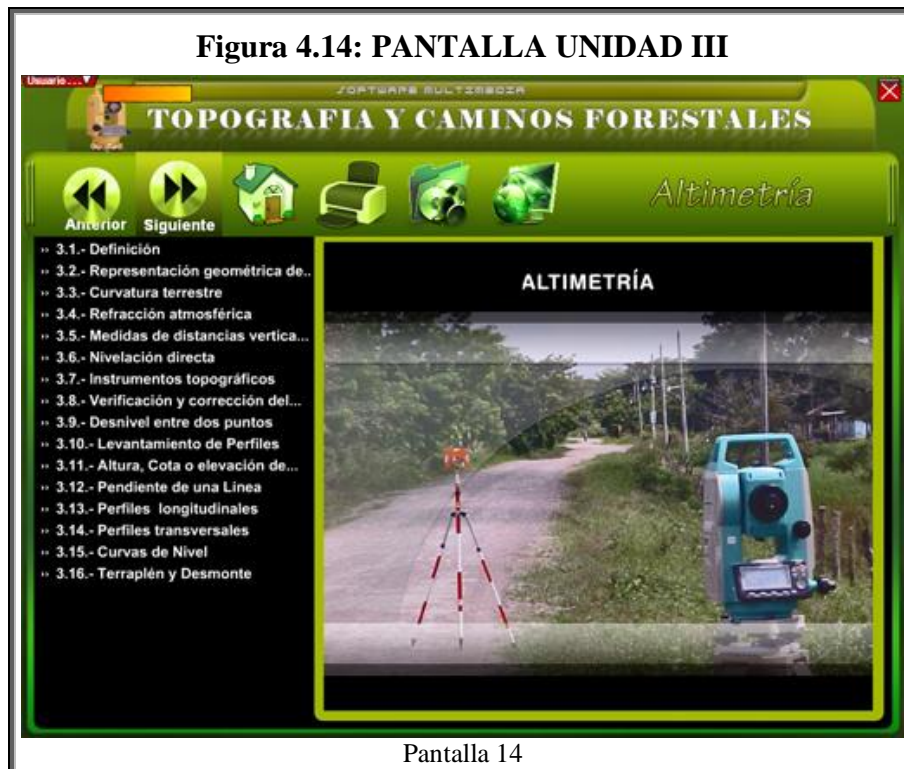 Figura 4.14: PANTALLA UNIDAD III
Usuario...
SOFTWARE MULTIMEDIA
TOPOGRAFIA Y CAMINOS FORESTALES
Anterior
Siguiente
Altimetría
3.1.- Definición
3.2.- Representación geométrica de..
3.3.- Curvatura terrestre
3.4.- Refracción atmosférica
3.5.- Medidas de distancias vertica...
3.6.- Nivelación directa
3.7.- Instrumentos topográficos
3.8.- Verificación y corrección del...
3.9.- Desnivel entre dos puntos
3.10.- Levantamiento de Perfiles
3.11.- Altura, Cota o elevación de...
3.12.- Pendiente de una Línea
3.13.- Perfiles longitudinales
3.14.- Perfiles transversales
3.15.- Curvas de Nivel
3.16.- Terraplén y Desmonte
ALTIMETRÍA
Pantalla 14